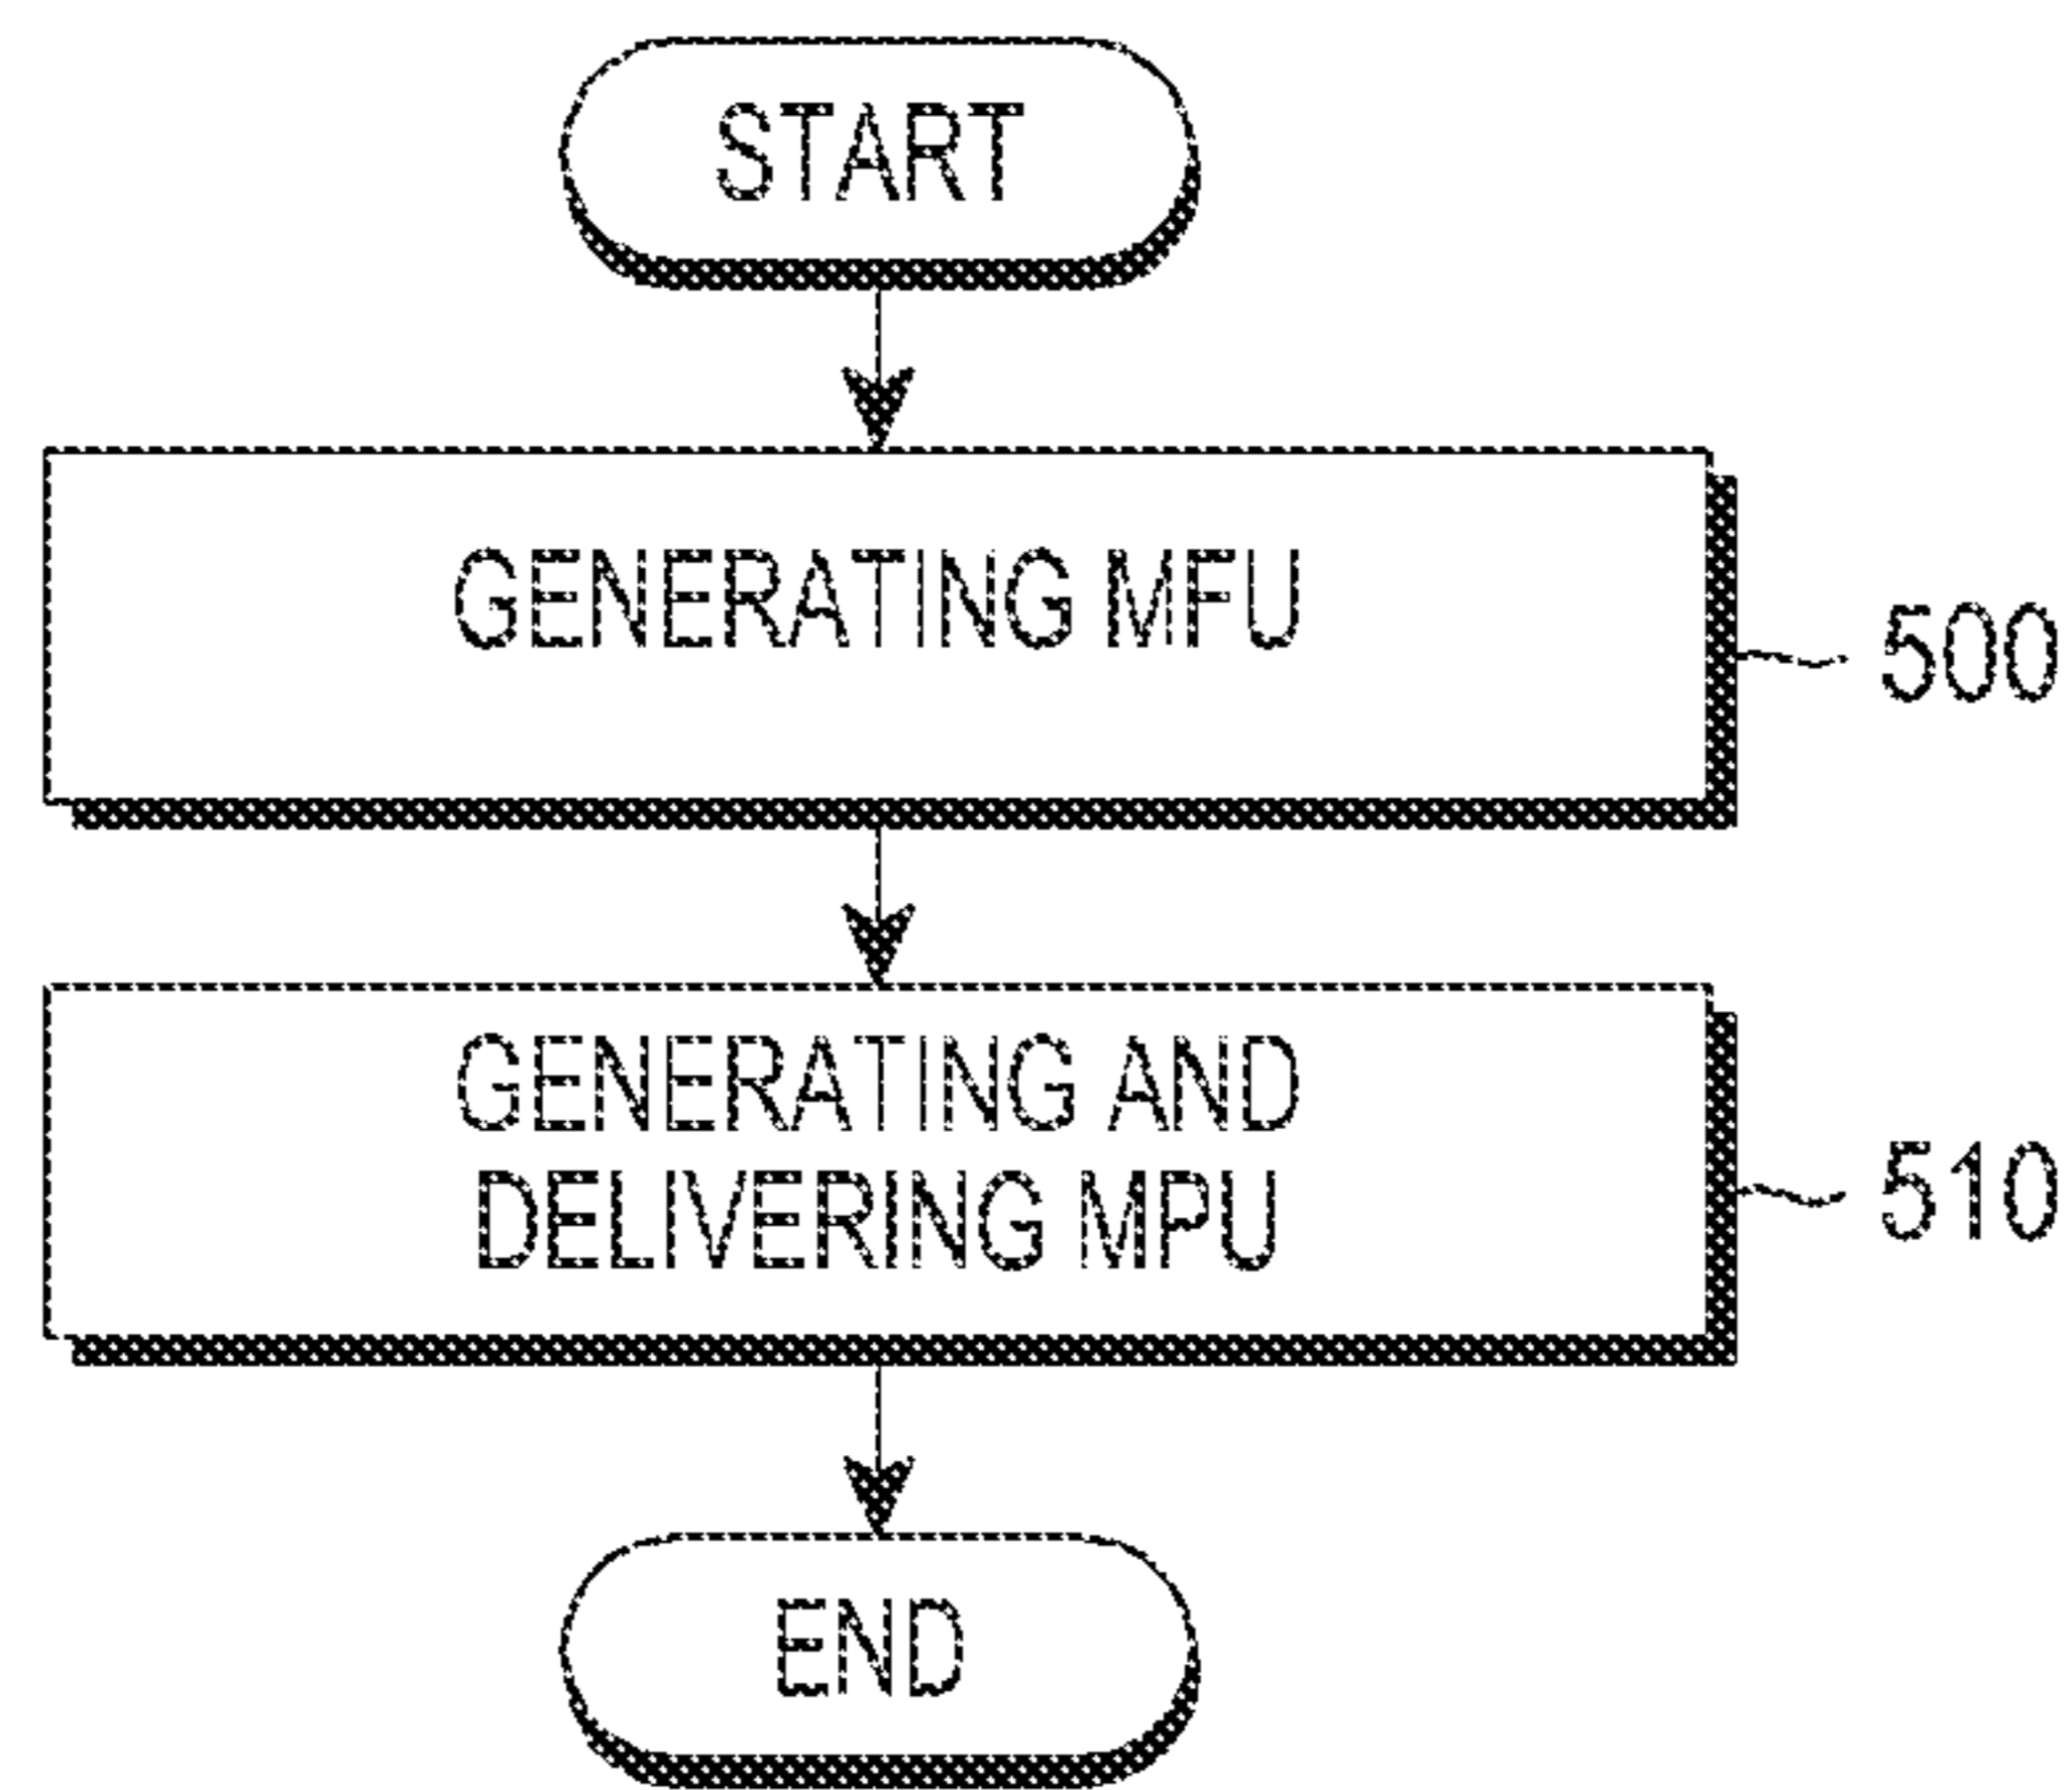 START
GENERATING MFU
500
GENERATING AND
DELIVERING MPU
510
END